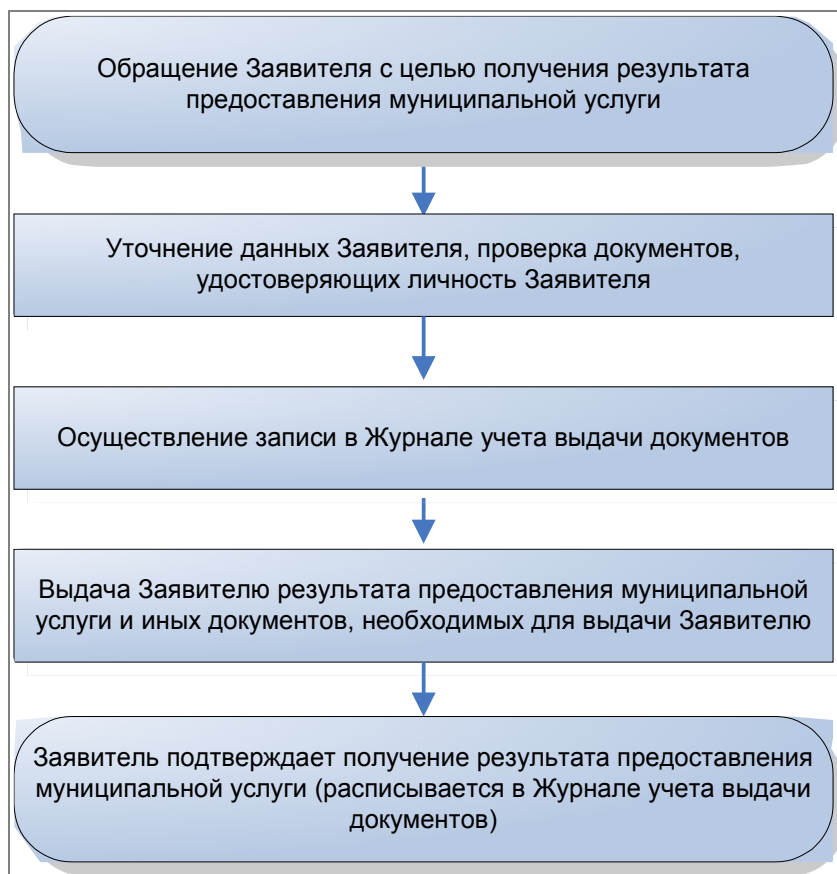 Обращение Заявителя с целью получения результата
предоставления муниципальной услуги
Уточнение данных Заявителя, проверка документов,
удостоверяющих личность Заявителя
Осуществление записи в Журнале учета выдачи документов
Выдача Заявителю результата предоставления муниципальной
услуги и иных документов, необходимых для выдачи Заявителю
Заявитель подтверждает получение результата предоставления
муниципальной услуги (расписывается в Журнале учета выдачи
документов)